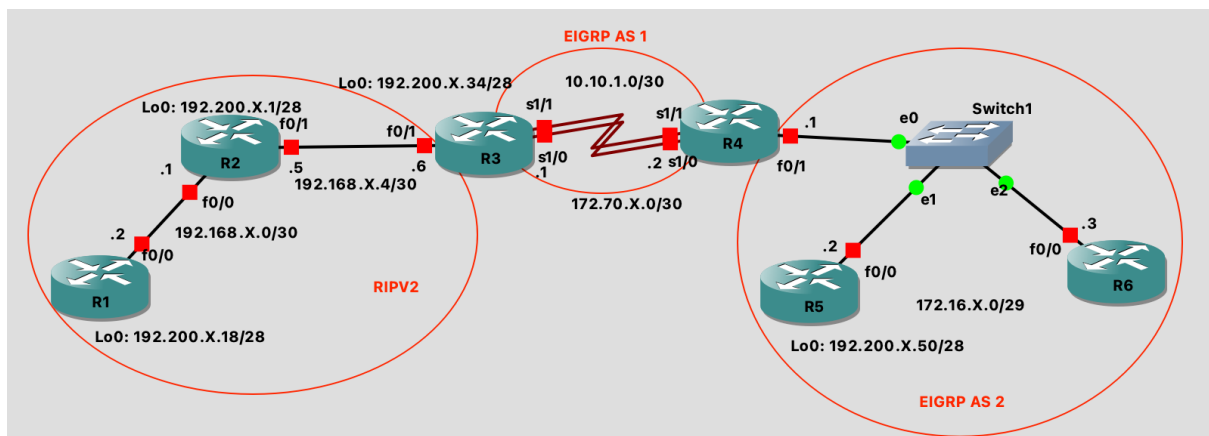 EIGRP AS 1
Lo0: 192.200.X.34/28
10.10.1.0/30
Lo0: 192.200.X.1/28
f0/1
R2
.5
.1
f0/0
192.168.X.4/30
f0/1
.6
R3
s1/1
s1/0
.1
s1/1
.2 s1/0
R4
.1
f0/1
172.70.X.0/30
e0
Switch1
e1
e2
192.168.X.0/30
.2
f0/0
R1
Lo0: 192.200.X.18/28
RIPV2
.2
f0/0
R5
Lo0: 192.200.X.50/28
172.16.X.0/29
.3
f0/0
R6
EIGRP AS 2